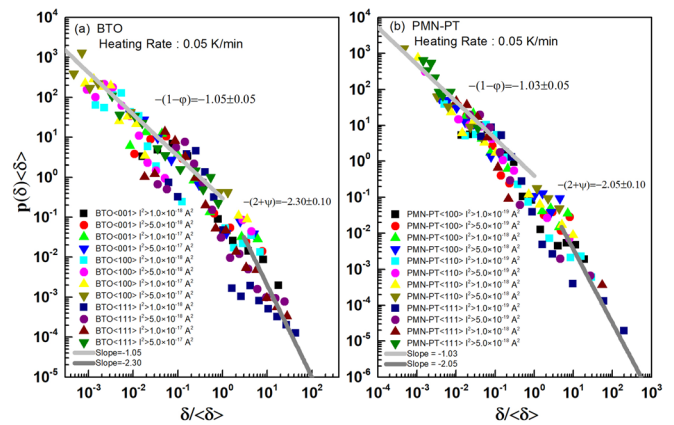 (a) BTO
Heating Rate : 0.05 K/min
−(1−φ)=−1.05±0.05
−(2+ψ)=−2.30±0.10
BTO<001> I²>1.0×10⁻¹⁸ A²
BTO<001> I²>5.0×10⁻¹⁸ A²
BTO<001> I²>1.0×10⁻¹⁷ A²
BTO<001> I²>5.0×10⁻¹⁷ A²
BTO<100> I²>1.0×10⁻¹⁸ A²
BTO<100> I²>5.0×10⁻¹⁸ A²
BTO<100> I²>1.0×10⁻¹⁷ A²
BTO<100> I²>5.0×10⁻¹⁷ A²
BTO<111> I²>1.0×10⁻¹⁸ A²
BTO<111> I²>5.0×10⁻¹⁸ A²
BTO<111> I²>1.0×10⁻¹⁷ A²
BTO<111> I²>5.0×10⁻¹⁷ A²
Slope=-1.05
Slope=-2.30
10⁵
10⁴
10³
10²
10¹
10⁰
10⁻¹
10⁻²
10⁻³
10⁻⁴
10⁻⁵
p(δ)<δ>
10⁻³ 10⁻² 10⁻¹ 10⁰ 10¹ 10²
δ/<δ>
(b) PMN-PT
Heating Rate : 0.05 K/min
−(1−φ)=−1.03±0.05
−(2+ψ)=−2.05±0.10
PMN-PT<100> I²>1.0×10⁻¹⁹ A²
PMN-PT<100> I²>5.0×10⁻¹⁹ A²
PMN-PT<100> I²>1.0×10⁻¹⁸ A²
PMN-PT<100> I²>5.0×10⁻¹⁸ A²
PMN-PT<110> I²>1.0×10⁻¹⁹ A²
PMN-PT<110> I²>5.0×10⁻¹⁹ A²
PMN-PT<110> I²>1.0×10⁻¹⁸ A²
PMN-PT<110> I²>5.0×10⁻¹⁸ A²
PMN-PT<111> I²>1.0×10⁻¹⁹ A²
PMN-PT<111> I²>5.0×10⁻¹⁹ A²
PMN-PT<111> I²>1.0×10⁻¹⁸ A²
PMN-PT<111> I²>5.0×10⁻¹⁸ A²
Slope = -1.03
Slope = -2.05
10⁵
10⁴
10³
10²
10¹
10⁰
10⁻¹
10⁻²
10⁻³
10⁻⁴
10⁻⁵
10⁻⁶
10⁻⁴ 10⁻³ 10⁻² 10⁻¹ 10⁰ 10¹ 10² 10³
δ/<δ>